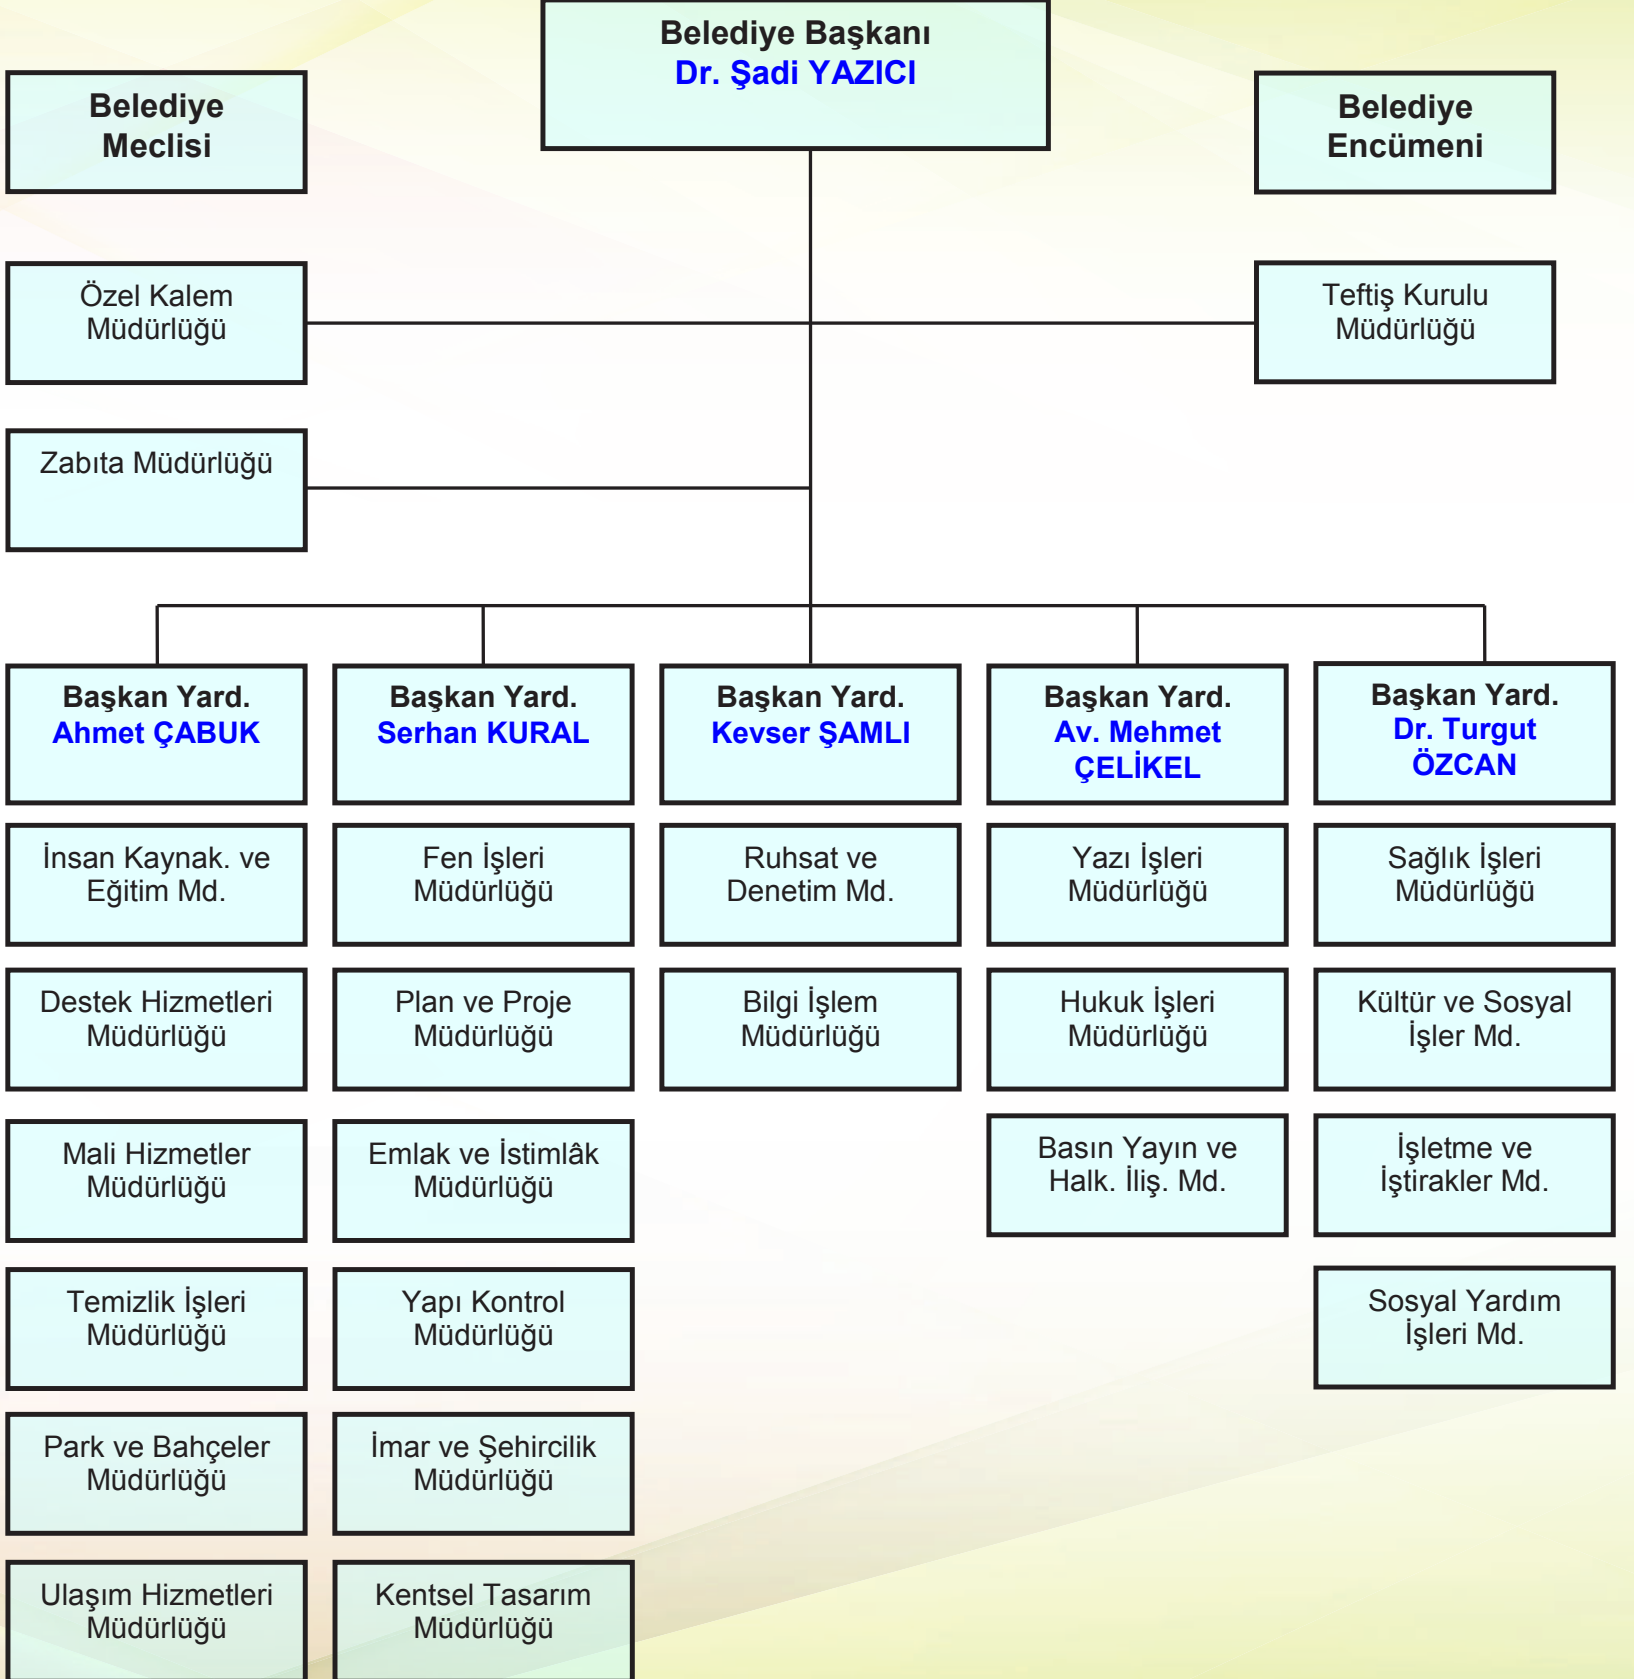 Belediye Başkanı
Dr. Şadi YAZICI
Belediye
Meclisi
Belediye
Encümeni
Özel Kalem
Müdürlüğü
Teftiş Kurulu
Müdürlüğü
Zabıta Müdürlüğü
Başkan Yard.
Ahmet ÇABUK
Başkan Yard.
Serhan KURAL
Başkan Yard.
Kevser ŞAMLI
Başkan Yard.
Av. Mehmet
ÇELİKEL
Başkan Yard.
Dr. Turgut
ÖZCAN
İnsan Kaynak. ve
Eğitim Md.
Fen İşleri
Müdürlüğü
Ruhsat ve
Denetim Md.
Yazı İşleri
Müdürlüğü
Sağlık İşleri
Müdürlüğü
Destek Hizmetleri
Müdürlüğü
Plan ve Proje
Müdürlüğü
Bilgi İşlem
Müdürlüğü
Hukuk İşleri
Müdürlüğü
Kültür ve Sosyal
İşler Md.
Mali Hizmetler
Müdürlüğü
Emlak ve İstimlâk
Müdürlüğü
Basın Yayın ve
Halk. İliş. Md.
İşletme ve
İştirakler Md.
Temizlik İşleri
Müdürlüğü
Yapı Kontrol
Müdürlüğü
Sosyal Yardım
İşleri Md.
Park ve Bahçeler
Müdürlüğü
İmar ve Şehircilik
Müdürlüğü
Ulaşım Hizmetleri
Müdürlüğü
Kentsel Tasarım
Müdürlüğü